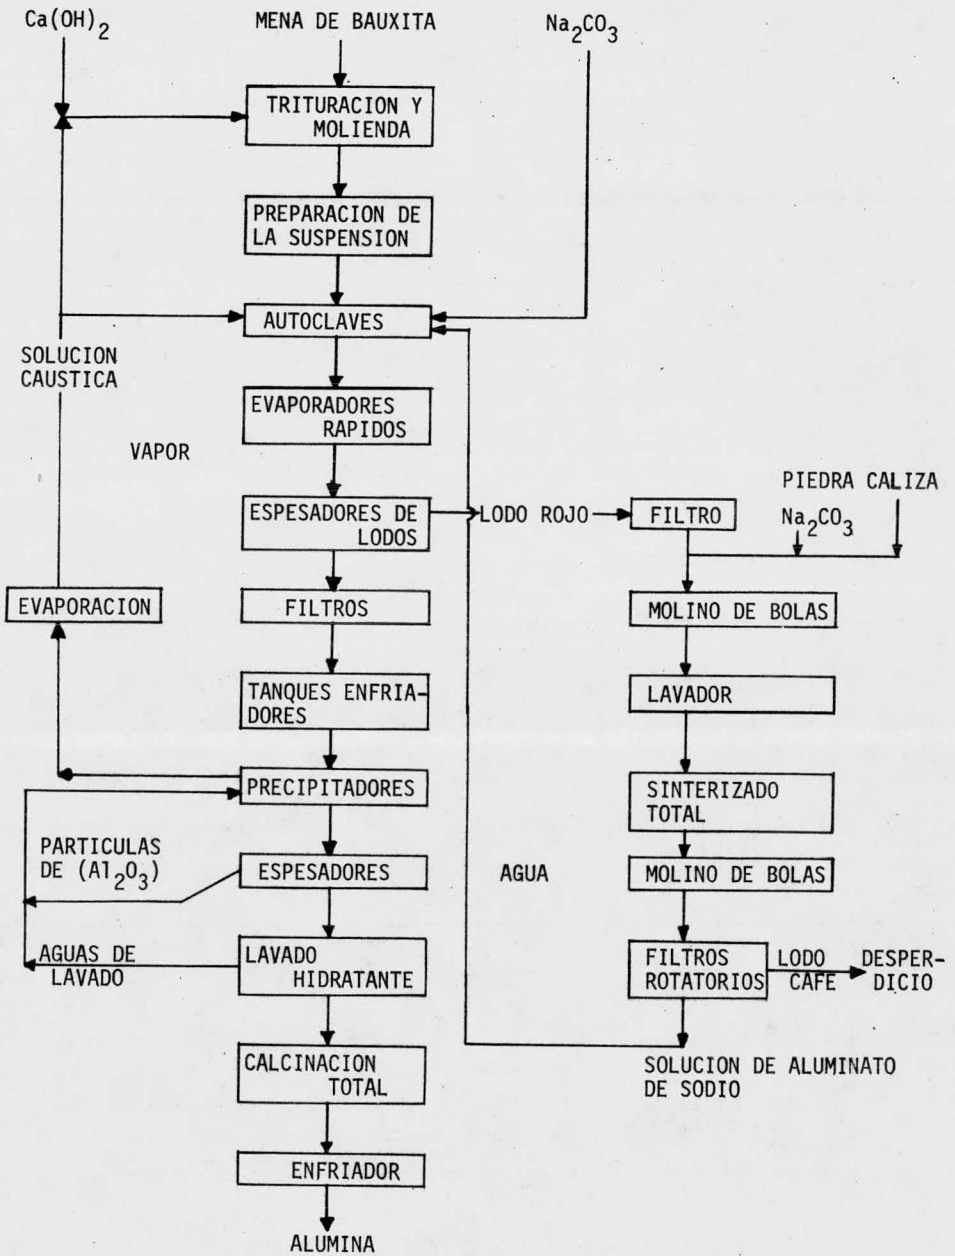 Ca(OH)2
MENA DE BAUXITA
Na2CO3
TRITURACION Y
MOLIENDA
PREPARACION DE
LA SUSPENSION
AUTOCLAVES
SOLUCION
CAUSTICA
EVAPORADORES
RAPIDOS
VAPOR
ESPESADORES DE
LODOS
LODO ROJO
FILTRO
PIEDRA CALIZA
Na2CO3
EVAPORACION
FILTROS
MOLINO DE BOLAS
TANQUES ENFRIA-
DORES
LAVADOR
PRECIPITADORES
SINTERIZADO
TOTAL
PARTICULAS
DE (Al2O3)
ESPESADORES
AGUA
MOLINO DE BOLAS
AGUAS DE
LAVADO
LAVADO
HIDRATANTE
FILTROS
ROTATORIOS
LODO
CAFE
DESPER-
DICIO
CALCINACION
TOTAL
SOLUCION DE ALUMINATO
DE SODIO
ENFRIADOR
ALUMINA